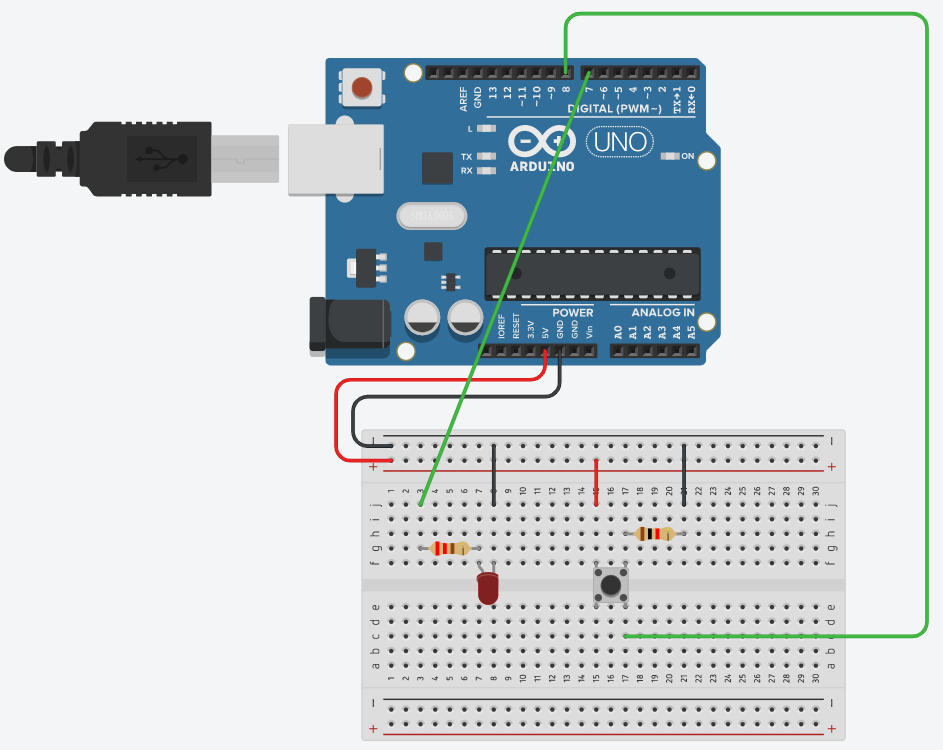 AREF
GND
13
12
~11
~10
~9
8
7
~6
~5
4
~3
2
TX→1
RX←0
DIGITAL (PWM~)
L
TX
RX
ARDUINO
UNO
ON
POWER
ANALOG IN
IOREF
RESET
3.3V
5V
GND
GND
Vin
A0
A1
A2
A3
A4
A5
− −
+ +
1 2 3 4 5 6 7 8 9 10 11 12 13 14 15 16 17 18 19 20 21 22 23 24 25 26 27 28 29 30
j j
i i
h h
g g
f f
e e
d d
c c
b b
a a
1 2 3 4 5 6 7 8 9 10 11 12 13 14 15 16 17 18 19 20 21 22 23 24 25 26 27 28 29 30
− −
+ +